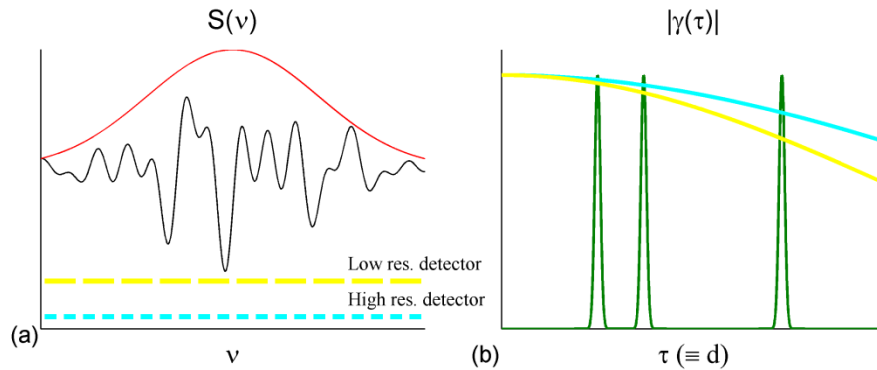 S(ν)
Low res. detector
High res. detector
(a)
ν
|γ(τ)|
(b)
τ (≡ d)